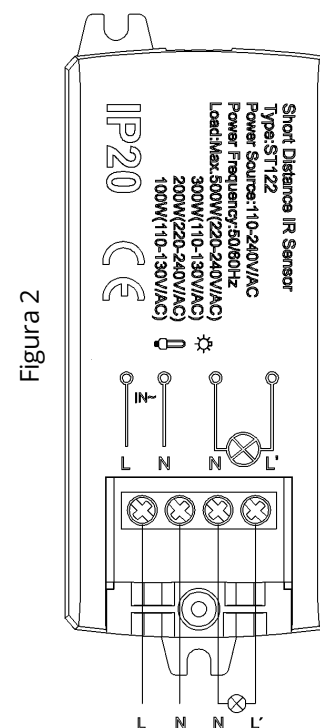 Figura 2
Short Distance IR Sensor
Type:ST122
Power Source:110-240V/AC
Power Frequency:50/60Hz
Load:Max.500W(220-240V/AC)
300W(110-130V/AC)
200W(220-240V/AC)
100W(110-130V/AC)
IP20 CE
IN~
L N N L'
L N N L´